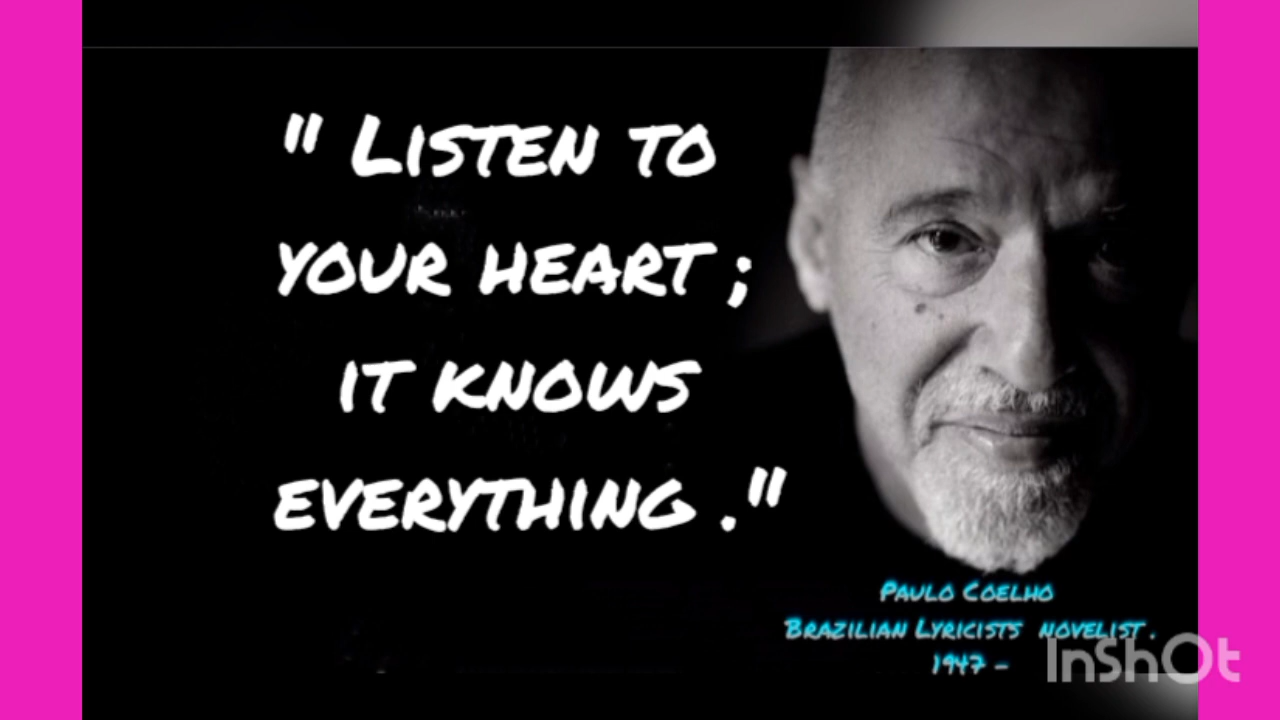 " LISTEN TO
YOUR HEART ;
IT KNOWS
EVERYTHING ."
PAULO COELHO
BRAZILIAN LYRICISTS NOVELIST .
1947 -
InShOt